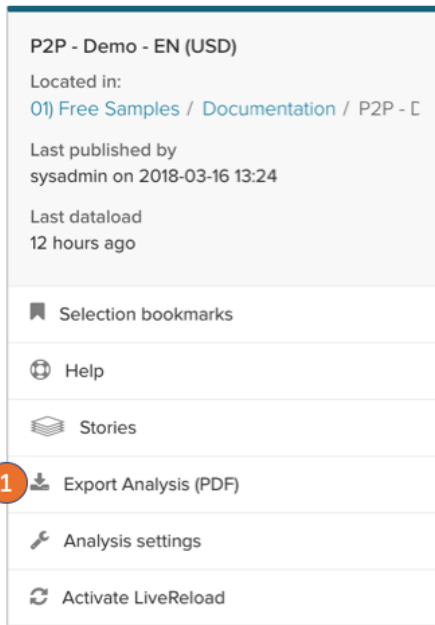 P2P - Demo - EN (USD)
Located in:
01) Free Samples / Documentation / P2P - D
Last published by
sysadmin on 2018-03-16 13:24
Last dataload
12 hours ago
Selection bookmarks
Help
Stories
1 Export Analysis (PDF)
Analysis settings
Activate LiveReload